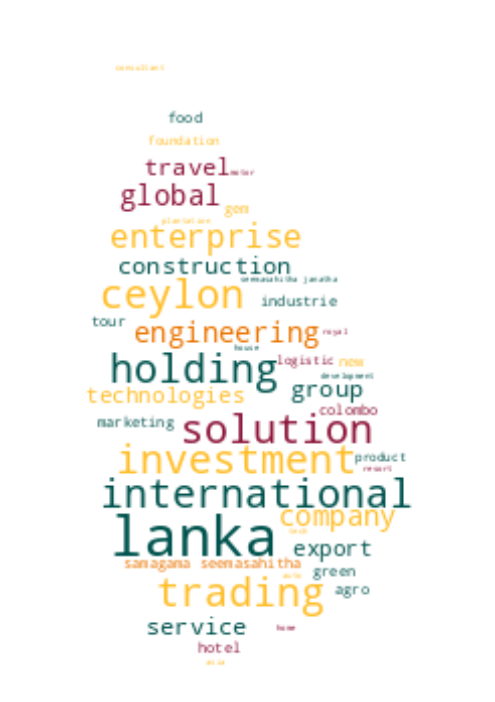 consultant
food
foundation
travel motor
global gem
plantation
enterprise
construction
seemasahitha janatha
ceylon industrie
tour engineering royal
house
holding logistic new
development
technologies group
colombo
marketing solution
investment product
resort
international
lanka company
tech
export
samagama seemasahitha
auto green
trading agro
service home
hotel
asia